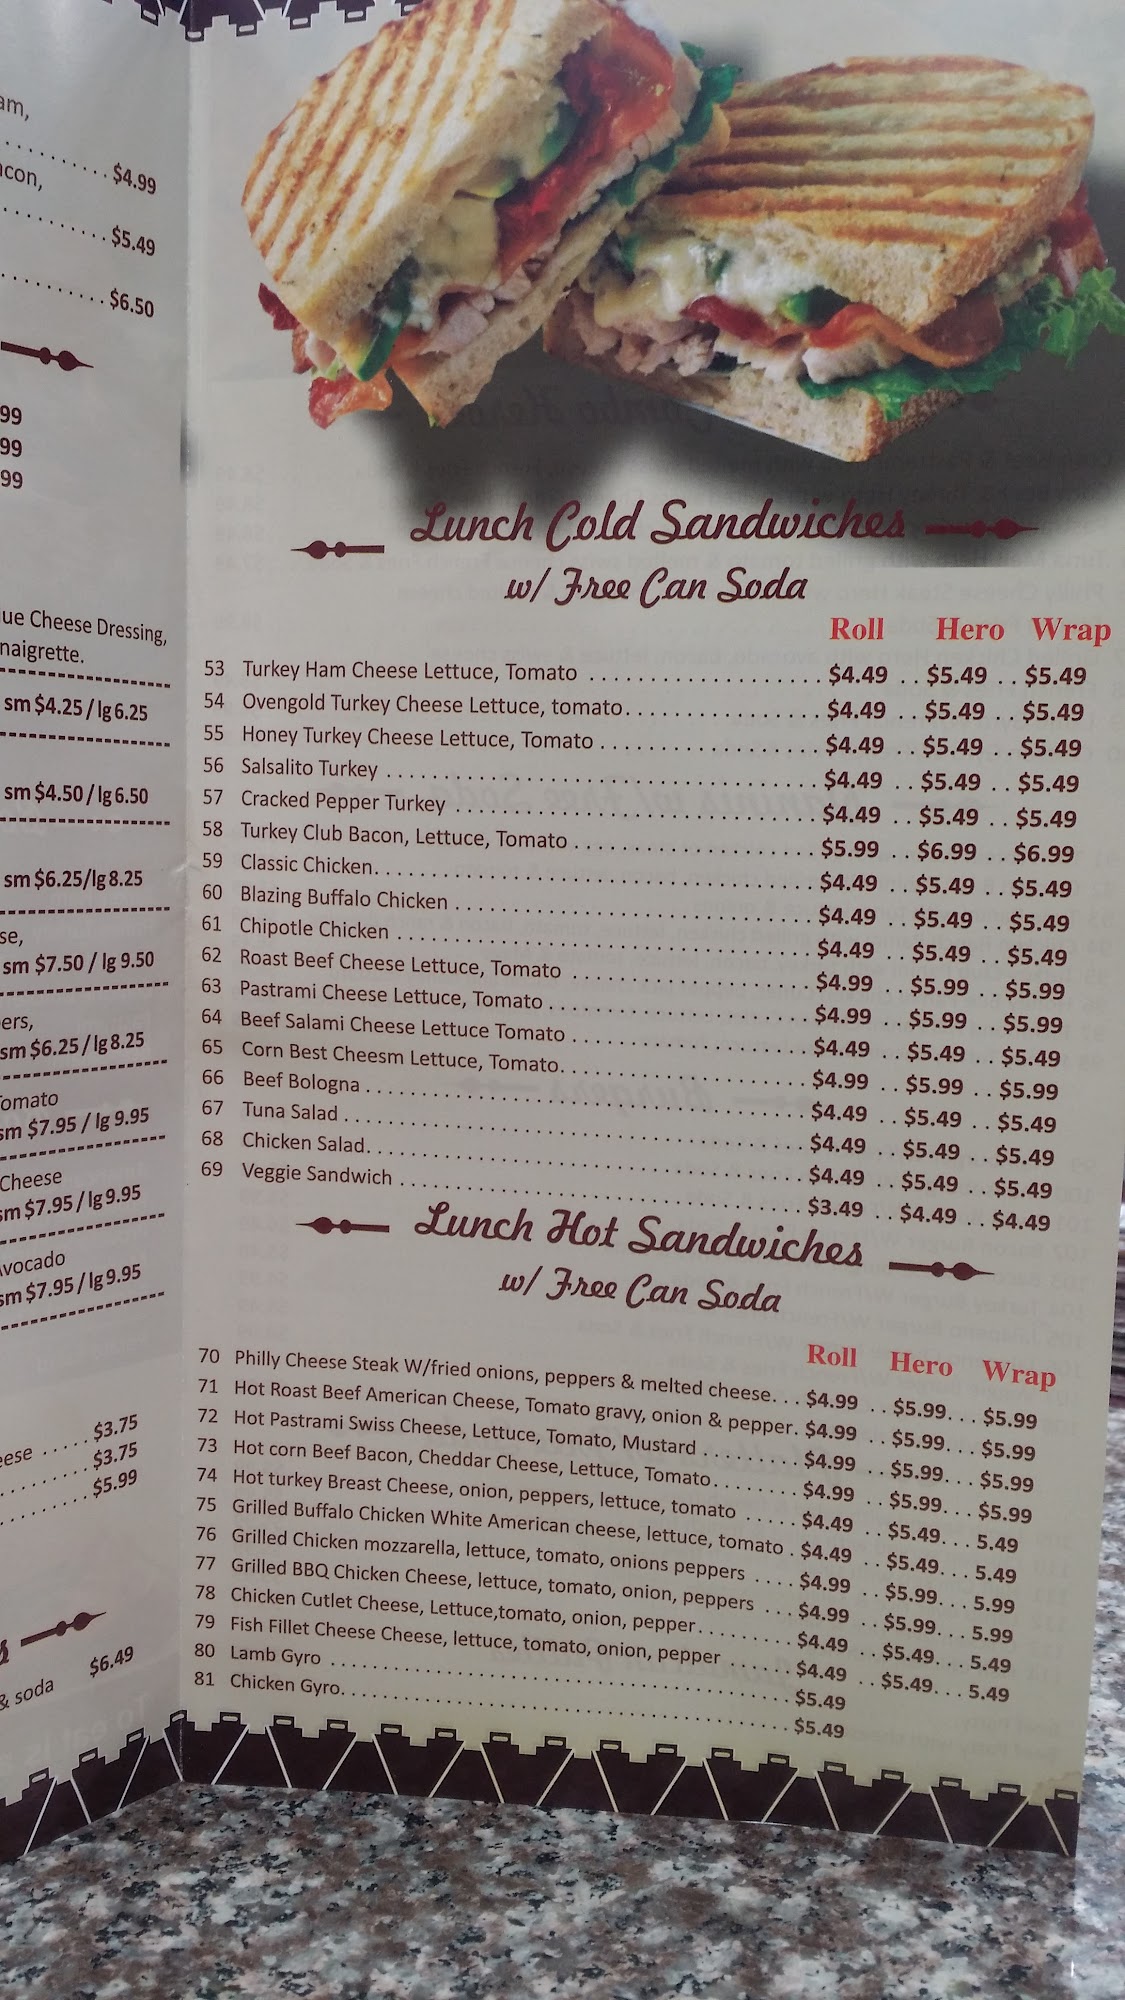 am,
$4.99
acon,
$5.49
$6.50
99
99
99
lue Cheese Dressing,
naigrette.
sm $4.25 / lg 6.25
sm $4.50 / lg 6.50
sm $6.25/lg 8.25
se,
sm $7.50 / lg 9.50
ers,
sm $6.25 / lg 8.25
Tomato
sm $7.95 / lg 9.95
Cheese
sm $7.95 / lg 9.95
Avocado
sm $7.95 / lg 9.95
eese ..... $3.75
$3.75
$5.99
s
& soda $6.49
Lunch Cold Sandwiches
w/ Free Can Soda
Roll Hero Wrap
53 Turkey Ham Cheese Lettuce, Tomato $4.49 .. $5.49 .. $5.49
54 Ovengold Turkey Cheese Lettuce, tomato $4.49 .. $5.49 .. $5.49
55 Honey Turkey Cheese Lettuce, Tomato $4.49 .. $5.49 .. $5.49
56 Salsalito Turkey $4.49 .. $5.49 .. $5.49
57 Cracked Pepper Turkey $4.49 .. $5.49 .. $5.49
58 Turkey Club Bacon, Lettuce, Tomato $5.99 .. $6.99 .. $6.99
59 Classic Chicken $4.49 .. $5.49 .. $5.49
60 Blazing Buffalo Chicken $4.49 .. $5.49 .. $5.49
61 Chipotle Chicken $4.49 .. $5.49 .. $5.49
62 Roast Beef Cheese Lettuce, Tomato $4.99 .. $5.99 .. $5.99
63 Pastrami Cheese Lettuce, Tomato $4.99 .. $5.99 .. $5.99
64 Beef Salami Cheese Lettuce Tomato $4.49 .. $5.49 .. $5.49
65 Corn Best Cheesm Lettuce, Tomato $4.99 .. $5.99 .. $5.99
66 Beef Bologna $4.49 .. $5.49 .. $5.49
67 Tuna Salad $4.49 .. $5.49 .. $5.49
68 Chicken Salad $4.49 .. $5.49 .. $5.49
69 Veggie Sandwich $3.49 .. $4.49 .. $4.49
Lunch Hot Sandwiches
w/ Free Can Soda
Roll Hero Wrap
70 Philly Cheese Steak W/fried onions, peppers & melted cheese... $4.99 .. $5.99... $5.99
71 Hot Roast Beef American Cheese, Tomato gravy, onion & pepper. $4.99 .. $5.99... $5.99
72 Hot Pastrami Swiss Cheese, Lettuce, Tomato, Mustard $4.99 .. $5.99... $5.99
73 Hot corn Beef Bacon, Cheddar Cheese, Lettuce, Tomato $4.99 .. $5.99... $5.99
74 Hot turkey Breast Cheese, onion, peppers, lettuce, tomato ..... $4.49 .. $5.49... 5.49
75 Grilled Buffalo Chicken White American cheese, lettuce, tomato . $4.49 .. $5.49... 5.49
76 Grilled Chicken mozzarella, lettuce, tomato, onions peppers .... $4.99 .. $5.99... 5.99
77 Grilled BBQ Chicken Cheese, lettuce, tomato, onion, peppers ... $4.99 .. $5.99... 5.99
78 Chicken Cutlet Cheese, Lettuce,tomato, onion, pepper $4.49 .. $5.49... 5.49
79 Fish Fillet Cheese Cheese, lettuce, tomato, onion, pepper $4.49 .. $5.49... 5.49
80 Lamb Gyro $5.49
81 Chicken Gyro $5.49